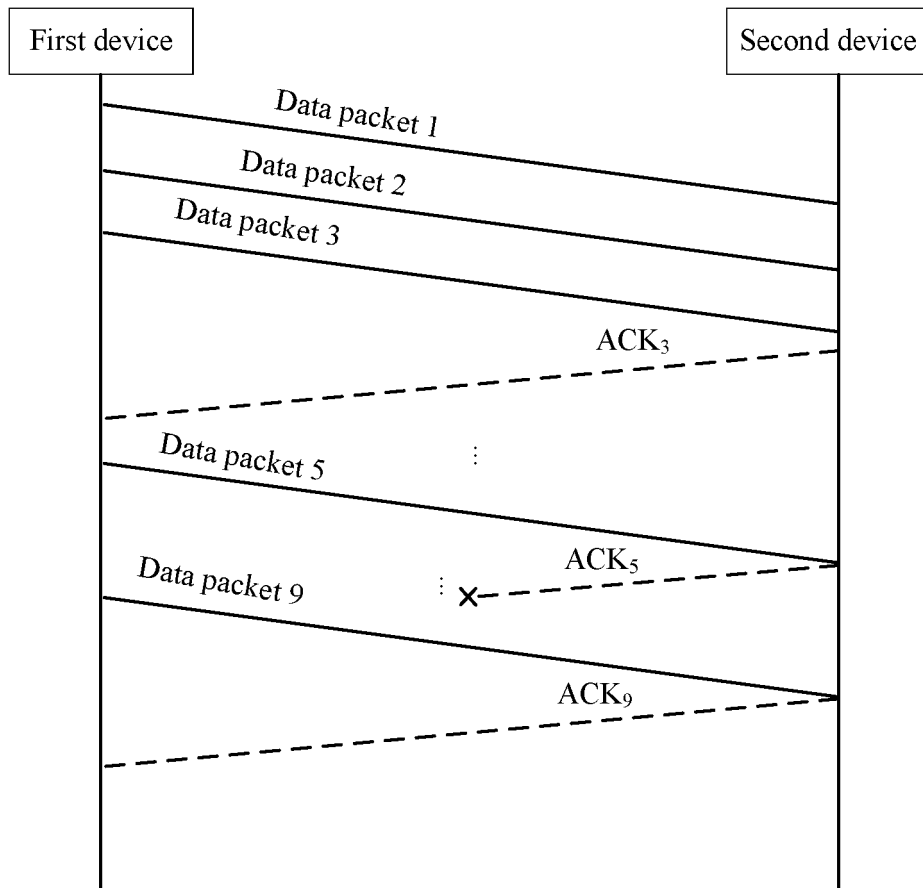 First device
Second device
Data packet 1
Data packet 2
Data packet 3
ACK₃
⋮
Data packet 5
ACK₅
Data packet 9
⋮
ACK₉